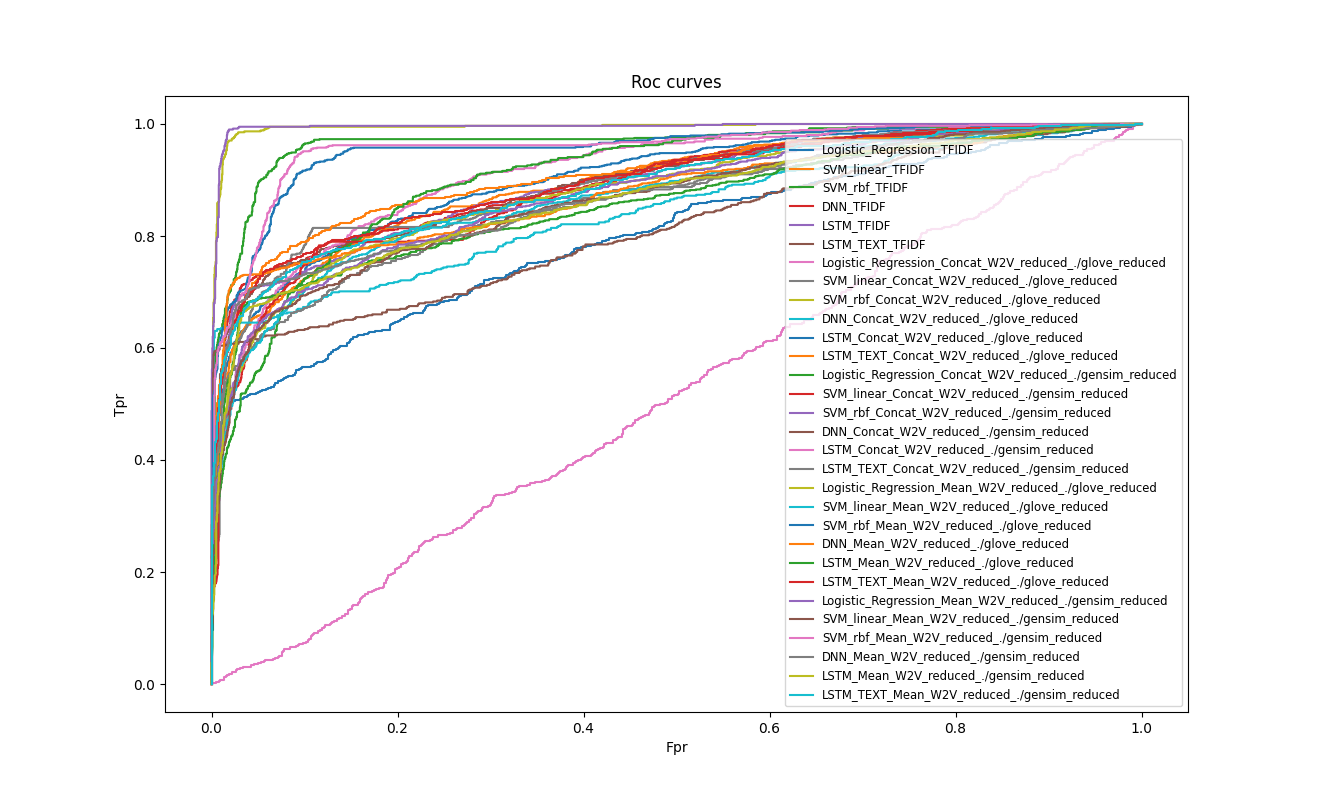 Roc curves
1.0
0.8
0.6
0.4
0.2
0.0
Tpr
0.0 0.2 0.4 0.6 0.8 1.0
Fpr
Logistic_Regression_TFIDF
SVM_linear_TFIDF
SVM_rbf_TFIDF
DNN_TFIDF
LSTM_TFIDF
LSTM_TEXT_TFIDF
Logistic_Regression_Concat_W2V_reduced_./glove_reduced
SVM_linear_Concat_W2V_reduced_./glove_reduced
SVM_rbf_Concat_W2V_reduced_./glove_reduced
DNN_Concat_W2V_reduced_./glove_reduced
LSTM_Concat_W2V_reduced_./glove_reduced
LSTM_TEXT_Concat_W2V_reduced_./glove_reduced
Logistic_Regression_Concat_W2V_reduced_./gensim_reduced
SVM_linear_Concat_W2V_reduced_./gensim_reduced
SVM_rbf_Concat_W2V_reduced_./gensim_reduced
DNN_Concat_W2V_reduced_./gensim_reduced
LSTM_Concat_W2V_reduced_./gensim_reduced
LSTM_TEXT_Concat_W2V_reduced_./gensim_reduced
Logistic_Regression_Mean_W2V_reduced_./glove_reduced
SVM_linear_Mean_W2V_reduced_./glove_reduced
SVM_rbf_Mean_W2V_reduced_./glove_reduced
DNN_Mean_W2V_reduced_./glove_reduced
LSTM_Mean_W2V_reduced_./glove_reduced
LSTM_TEXT_Mean_W2V_reduced_./glove_reduced
Logistic_Regression_Mean_W2V_reduced_./gensim_reduced
SVM_linear_Mean_W2V_reduced_./gensim_reduced
SVM_rbf_Mean_W2V_reduced_./gensim_reduced
DNN_Mean_W2V_reduced_./gensim_reduced
LSTM_Mean_W2V_reduced_./gensim_reduced
LSTM_TEXT_Mean_W2V_reduced_./gensim_reduced